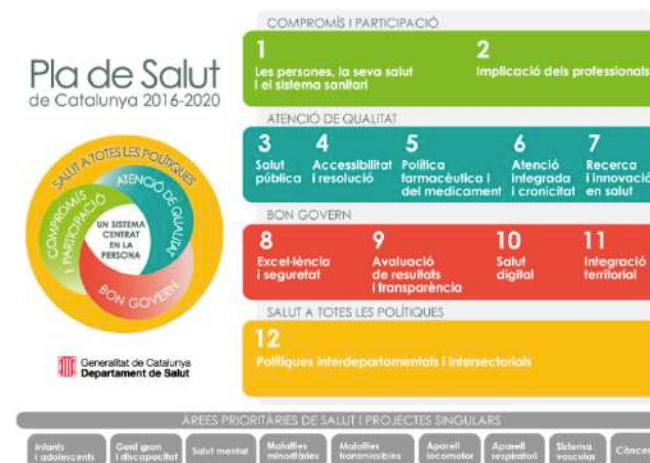 Pla de Salut
de Catalunya 2016-2020
SALUT A TOTES LES POLÍTIQUES
COMPROMÍS I PARTICIPACIÓ
ATENCIÓ DE QUALITAT
BON GOVERN
UN SISTEMA
CENTRAT
EN LA
PERSONA
Generalitat de Catalunya
Departament de Salut
COMPROMÍS I PARTICIPACIÓ
1
Les persones, la seva salut
i el sistema sanitari
2
Implicació dels professionals
ATENCIÓ DE QUALITAT
3
Salut
pública
4
Accessibilitat
i resolució
5
Política
farmacèutica i
del medicament
6
Atenció
integrada
i cronicitat
7
Recerca
i innovació
en salut
BON GOVERN
8
Excel·lència
i seguretat
9
Avaluació
de resultats
i transparència
10
Salut
digital
11
Integració
territorial
SALUT A TOTES LES POLÍTIQUES
12
Polítiques interdepartamentals i intersectorials
ÀREES PRIORITÀRIES DE SALUT I PROJECTES SINGULARS
Infants
i adolescents
Gent gran
i discapacitat
Salut mental
Malalties
minoritàries
Malalties
transmissibles
Aparell
locomotor
Aparell
respiratori
Sistema
vascular
Càncer